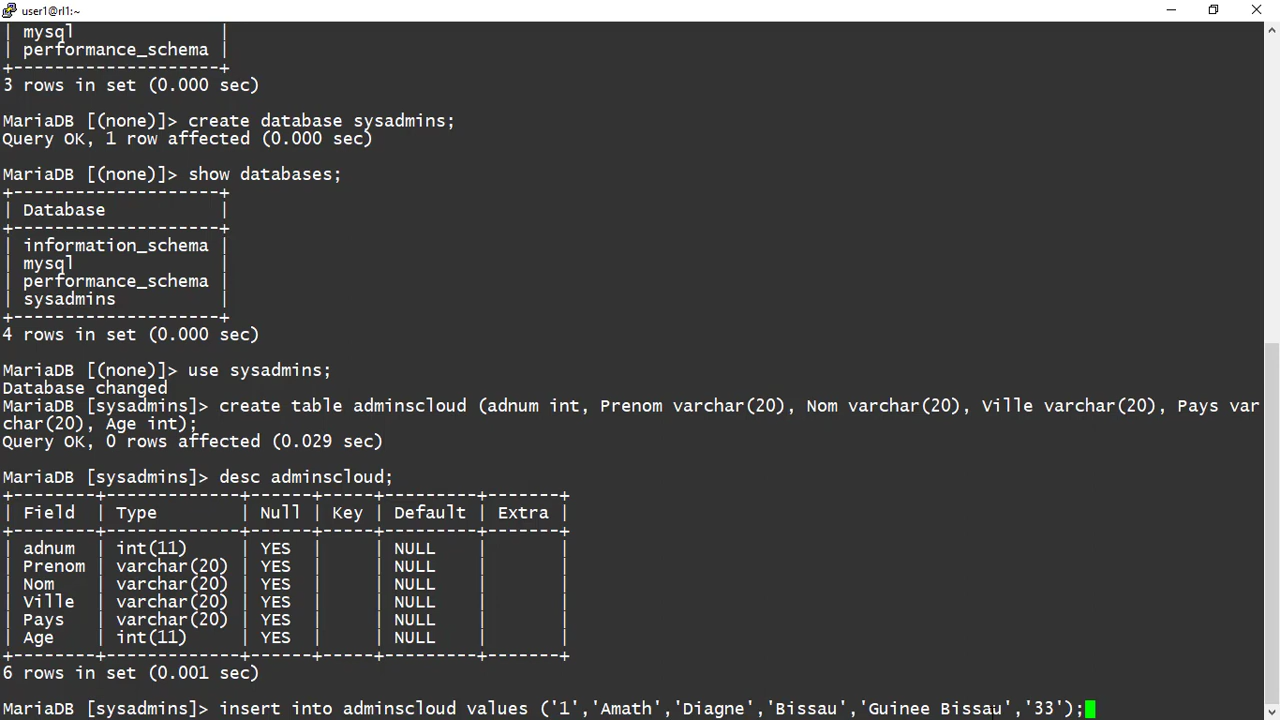 user1@rl1:~
| mysql              |
| performance_schema |
+--------------------+
3 rows in set (0.000 sec)
MariaDB [(none)]> create database sysadmins;
Query OK, 1 row affected (0.000 sec)
MariaDB [(none)]> show databases;
+--------------------+
| Database           |
+--------------------+
| information_schema |
| mysql              |
| performance_schema |
| sysadmins          |
+--------------------+
4 rows in set (0.000 sec)
MariaDB [(none)]> use sysadmins;
Database changed
MariaDB [sysadmins]> create table adminscloud (adnum int, Prenom varchar(20), Nom varchar(20), Ville varchar(20), Pays var
char(20), Age int);
Query OK, 0 rows affected (0.029 sec)
MariaDB [sysadmins]> desc adminscloud;
+--------+-------------+------+-----+---------+-------+
| Field  | Type        | Null | Key | Default | Extra |
+--------+-------------+------+-----+---------+-------+
| adnum  | int(11)     | YES  |     | NULL    |       |
| Prenom | varchar(20) | YES  |     | NULL    |       |
| Nom    | varchar(20) | YES  |     | NULL    |       |
| Ville  | varchar(20) | YES  |     | NULL    |       |
| Pays   | varchar(20) | YES  |     | NULL    |       |
| Age    | int(11)     | YES  |     | NULL    |       |
+--------+-------------+------+-----+---------+-------+
6 rows in set (0.001 sec)
MariaDB [sysadmins]> insert into adminscloud values ('1','Amath','Diagne','Bissau','Guinee Bissau','33');